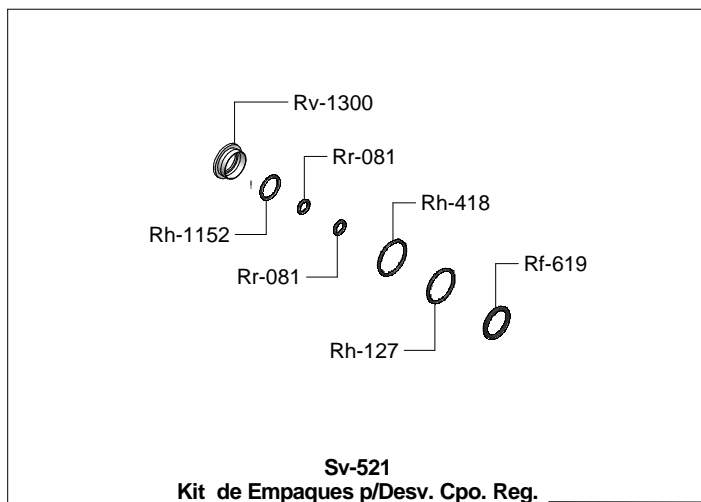 Rv-1300
Rr-081
Rh-418
Rh-1152
Rf-619
Rr-081
Rh-127
Sv-521
Kit de Empaques p/Desv. Cpo. Reg.